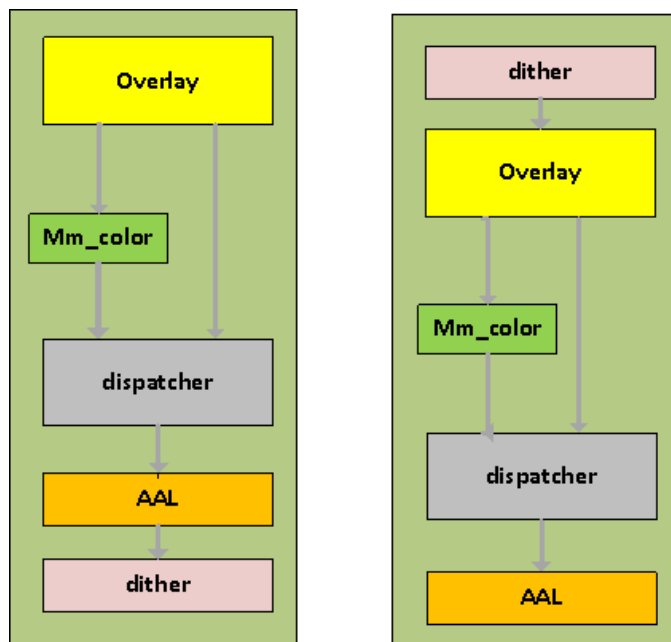 Overlay
Mm_color
dispatcher
AAL
dither
dither
Overlay
Mm_color
dispatcher
AAL